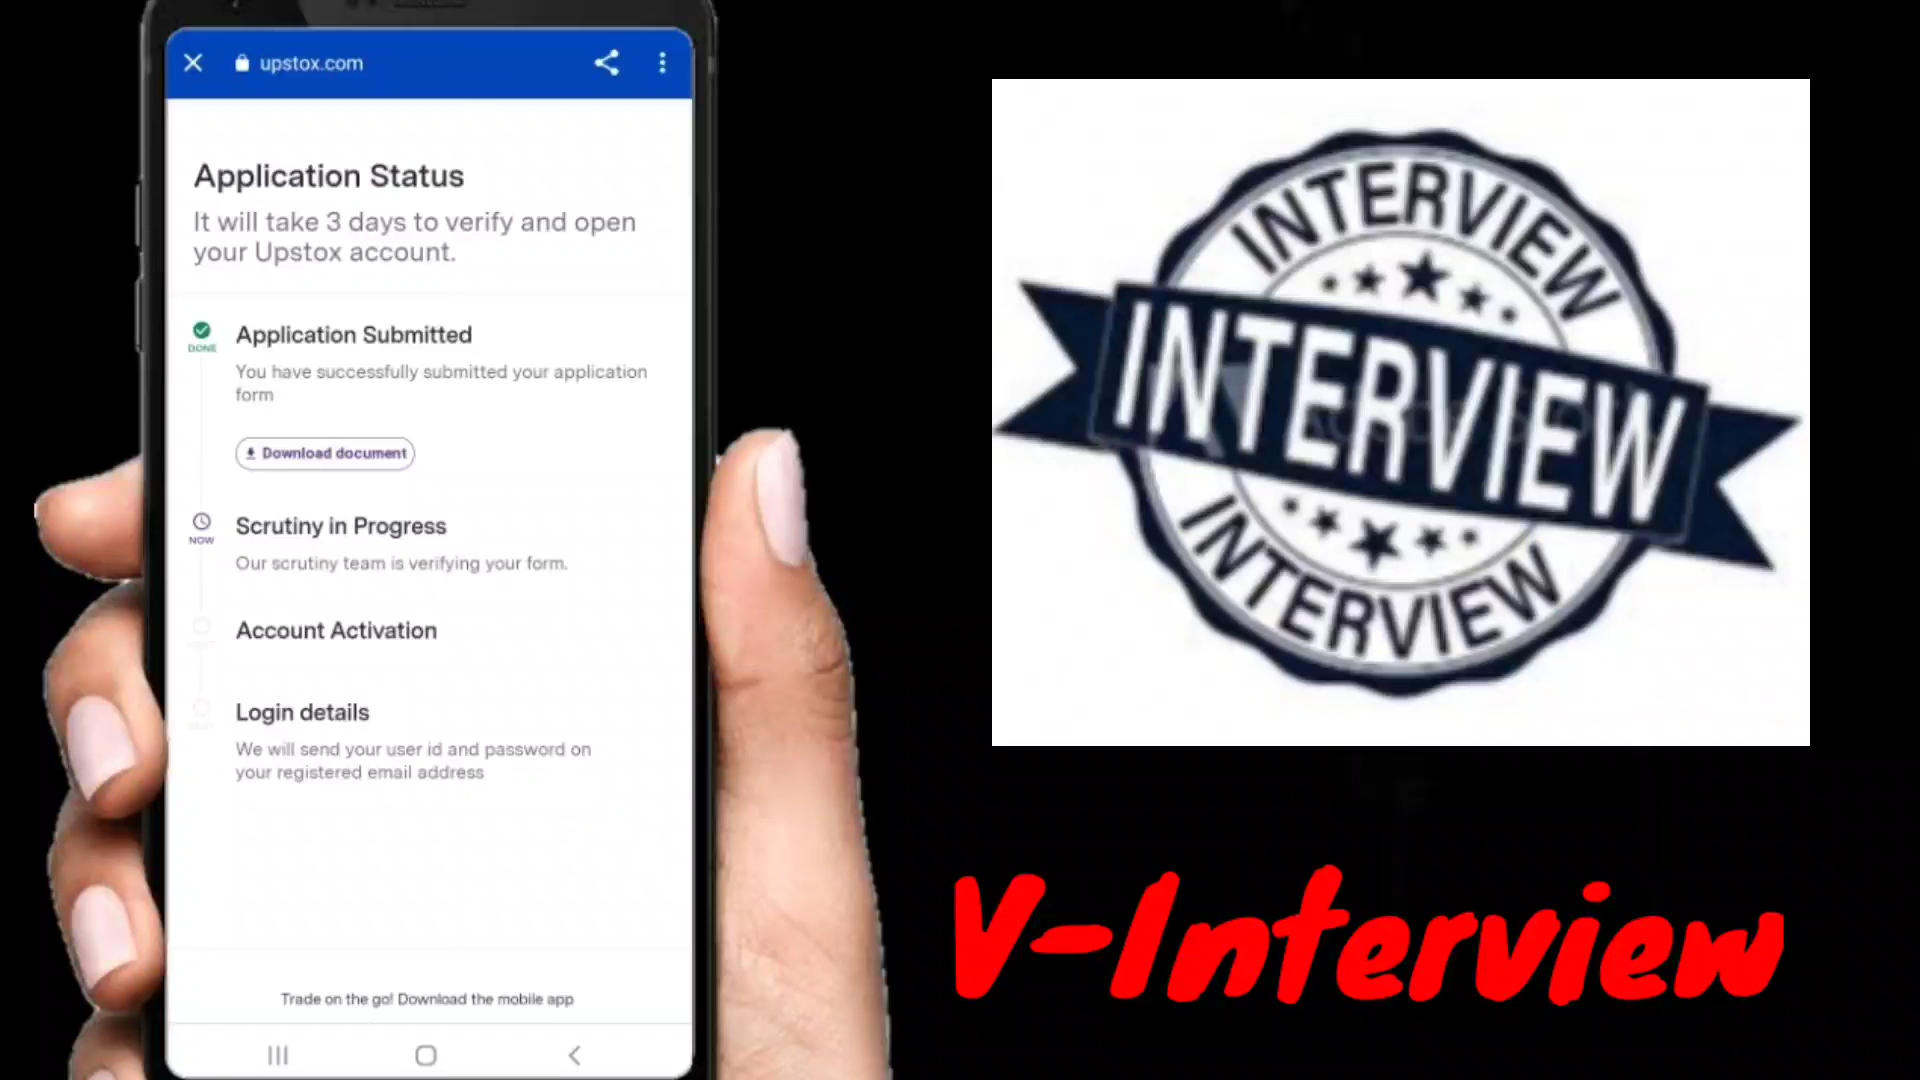 upstox.com
Application Status
It will take 3 days to verify and open
your Upstox account.
DONE
Application Submitted
You have successfully submitted your application
form
Download document
NOW
Scrutiny in Progress
Our scrutiny team is verifying your form.
Account Activation
Login details
We will send your user id and password on
your registered email address
Trade on the go! Download the mobile app
INTERVIEW
INTERVIEW
INTERVIEW
V-Interview